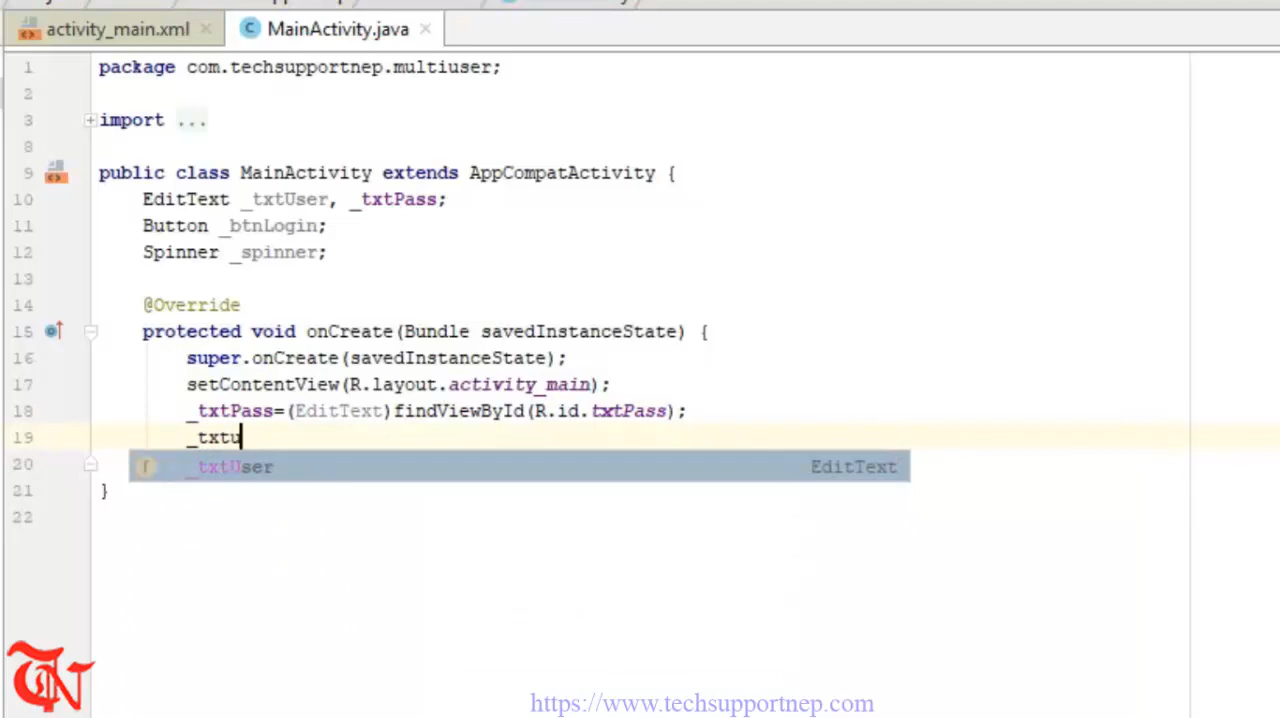 activity_main.xml
MainActivity.java
1 package com.techsupportnep.multiuser;
2
3 import ...
8
9 public class MainActivity extends AppCompatActivity {
10 EditText _txtUser, _txtPass;
11 Button _btnLogin;
12 Spinner _spinner;
13
14 @Override
15 protected void onCreate(Bundle savedInstanceState) {
16 super.onCreate(savedInstanceState);
17 setContentView(R.layout.activity_main);
18 _txtPass=(EditText)findViewById(R.id.txtPass);
19 _txtu
20
_txtUser EditText
21 }
22
TN
https://www.techsupportnep.com